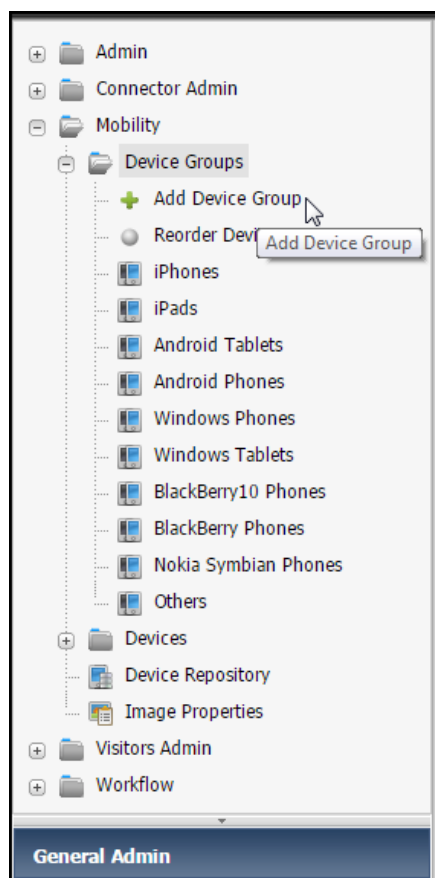 Admin
Connector Admin
Mobility
Device Groups
Add Device Group
Reorder Devi
Add Device Group
iPhones
iPads
Android Tablets
Android Phones
Windows Phones
Windows Tablets
BlackBerry10 Phones
BlackBerry Phones
Nokia Symbian Phones
Others
Devices
Device Repository
Image Properties
Visitors Admin
Workflow
General Admin